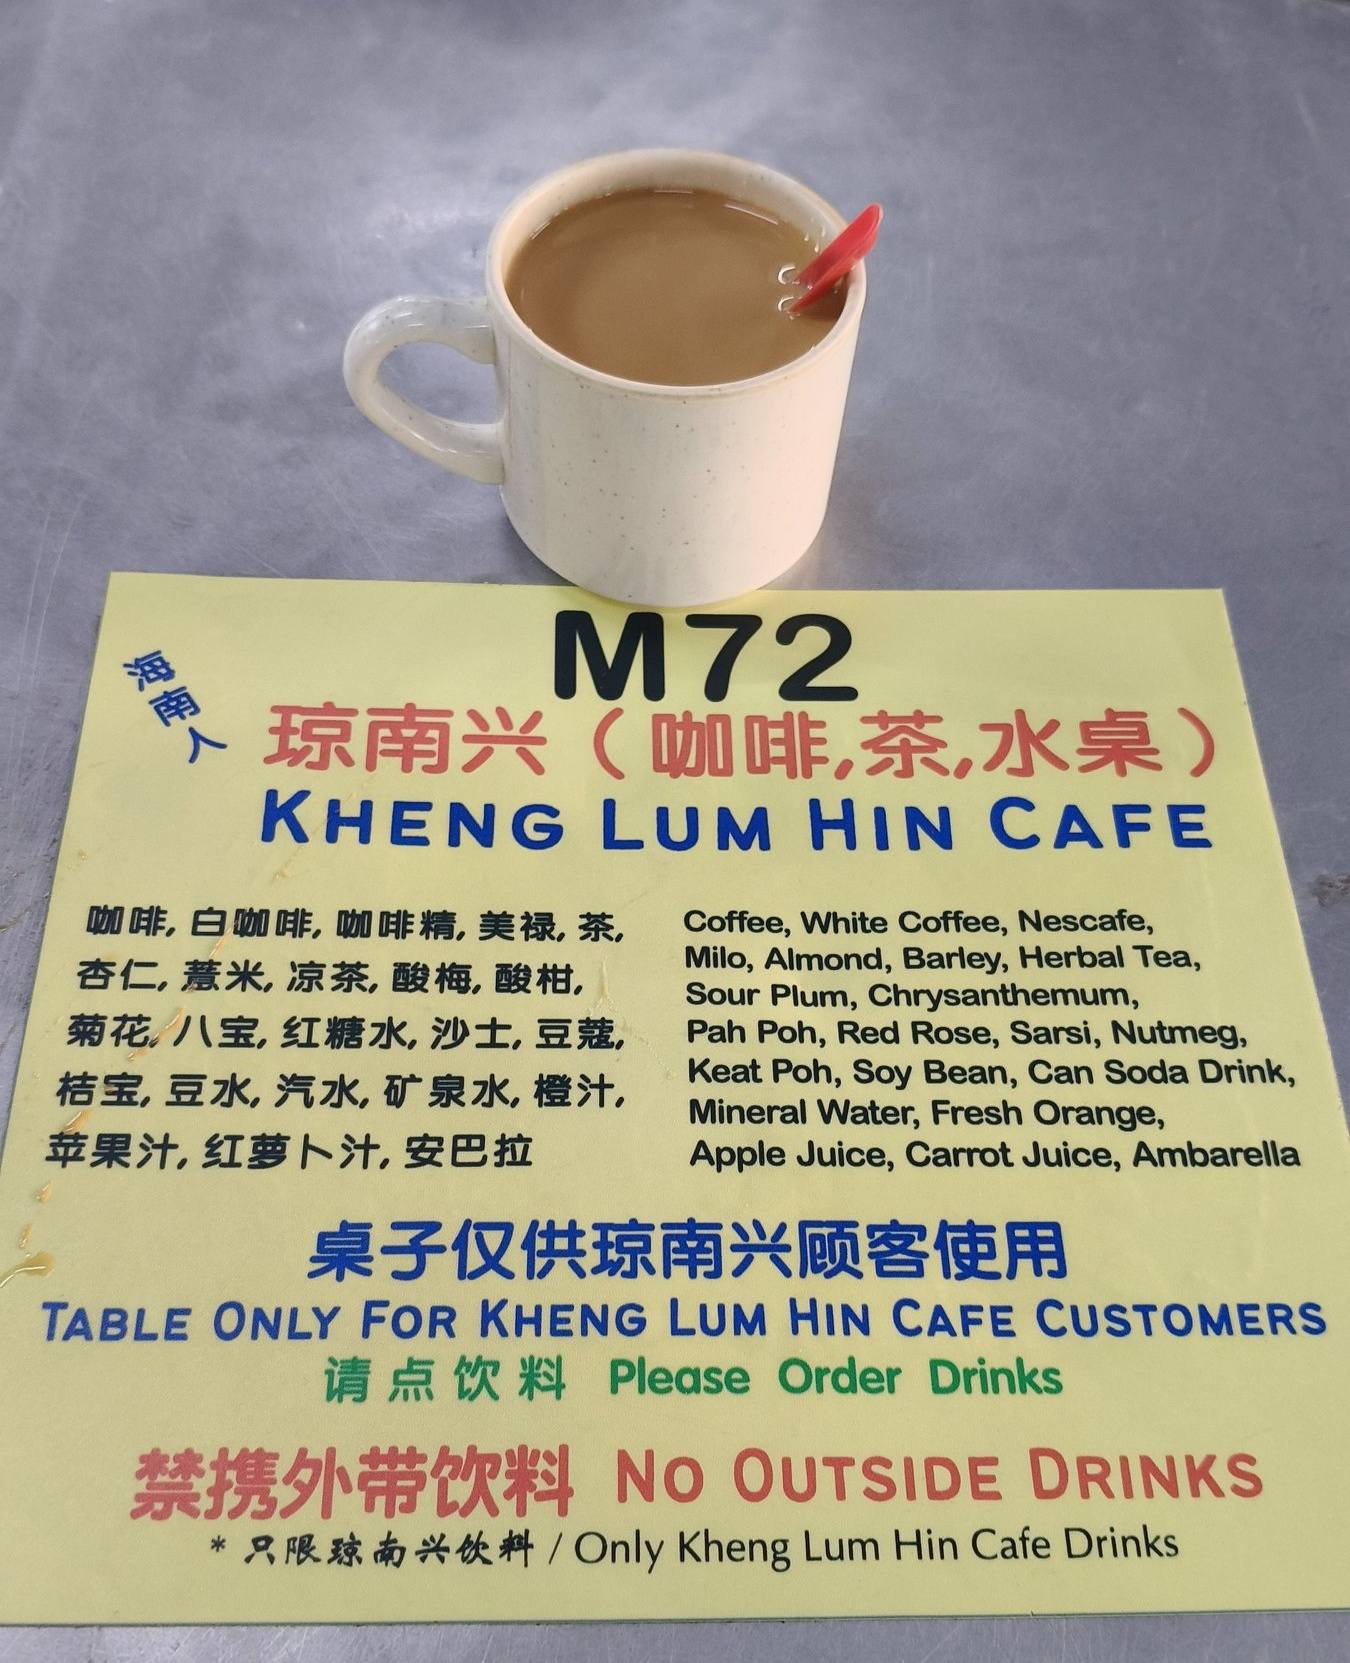 M72
海南人
琼南兴（咖啡,茶,水桌）
KHENG LUM HIN CAFE
咖啡, 白咖啡, 咖啡精, 美禄, 茶,
杏仁, 薏米, 凉茶, 酸梅, 酸柑,
菊花, 八宝, 红糖水, 沙士, 豆蔻,
桔宝, 豆水, 汽水, 矿泉水, 橙汁,
苹果汁, 红萝卜汁, 安巴拉
Coffee, White Coffee, Nescafe,
Milo, Almond, Barley, Herbal Tea,
Sour Plum, Chrysanthemum,
Pah Poh, Red Rose, Sarsi, Nutmeg,
Keat Poh, Soy Bean, Can Soda Drink,
Mineral Water, Fresh Orange,
Apple Juice, Carrot Juice, Ambarella
桌子仅供琼南兴顾客使用
TABLE ONLY FOR KHENG LUM HIN CAFE CUSTOMERS
请点饮料 Please Order Drinks
禁携外带饮料 NO OUTSIDE DRINKS
* 只限琼南兴饮料 / Only Kheng Lum Hin Cafe Drinks